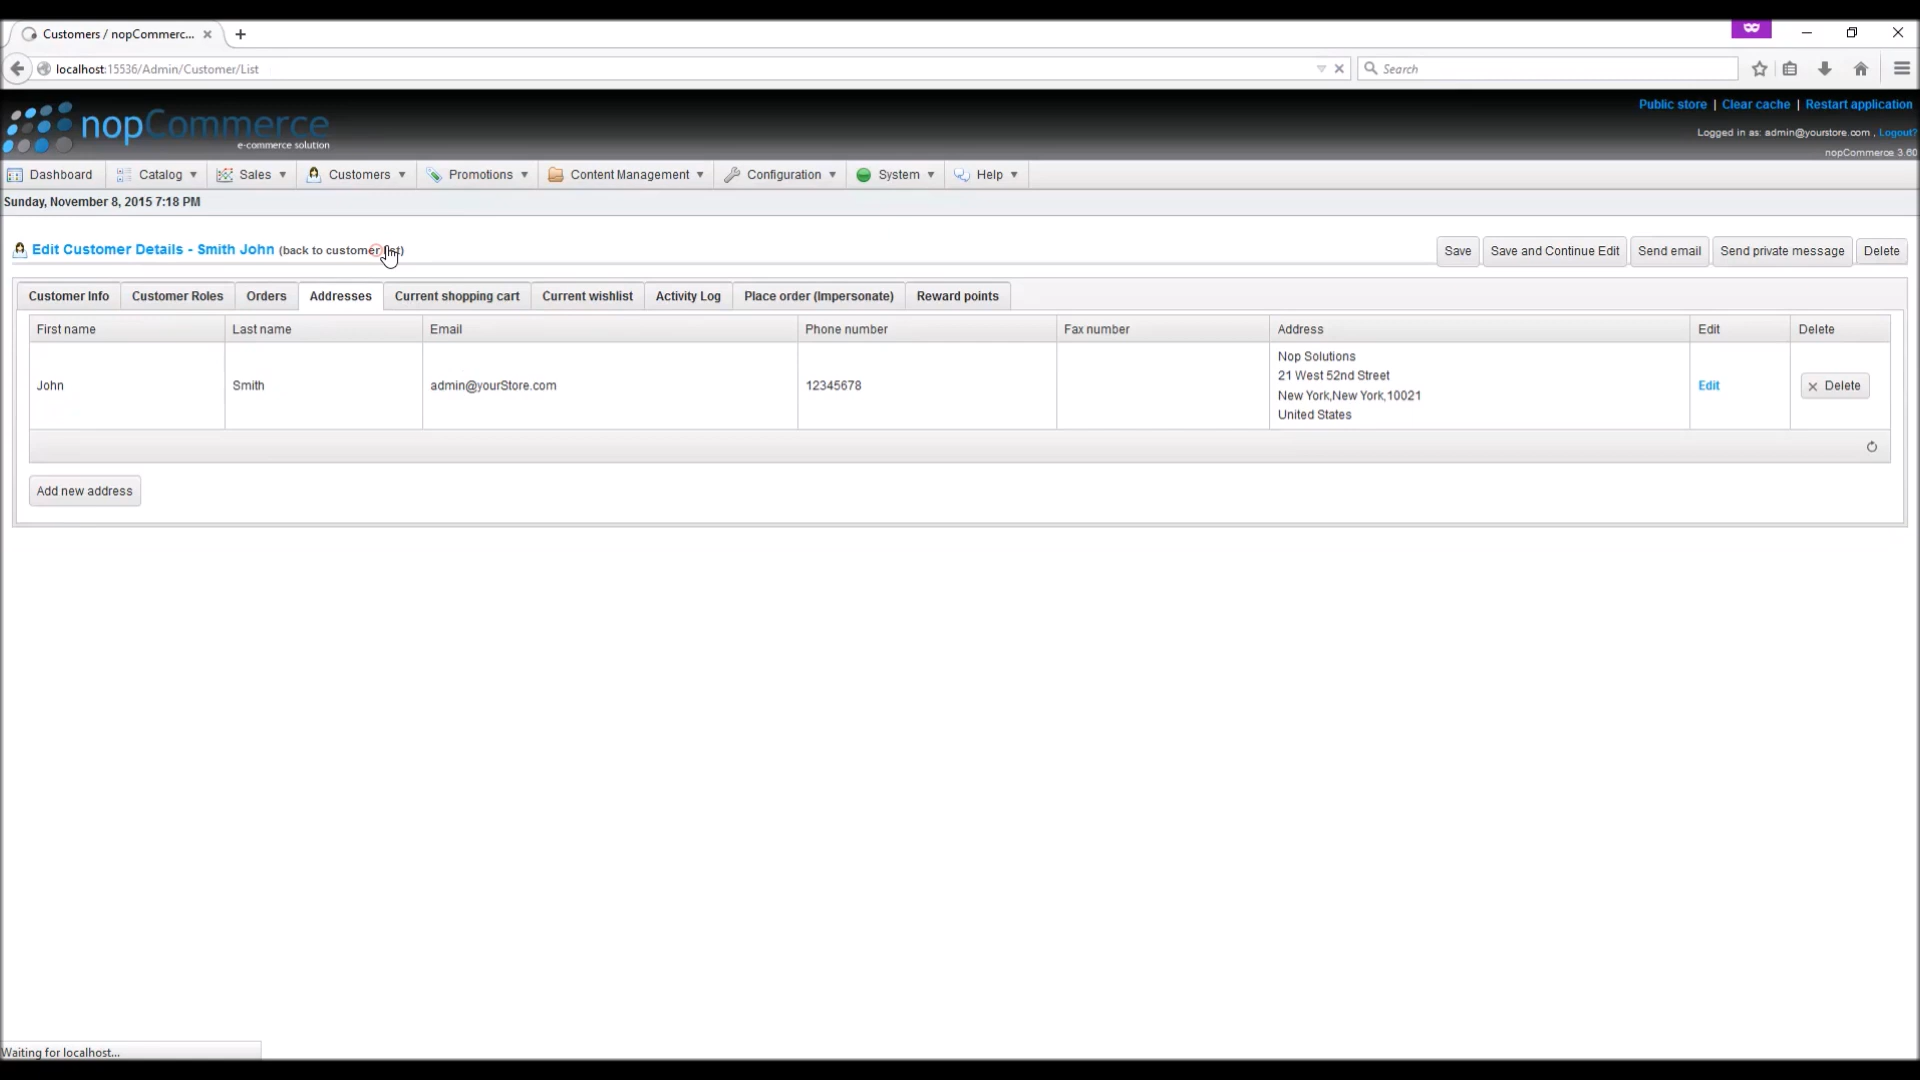 Customers / nopCommerc...
localhost:15536/Admin/Customer/List
Search
nopCommerce
e-commerce solution
Public store | Clear cache | Restart application
Logged in as: admin@yourstore.com , Logout?
nopCommerce 3.60
Dashboard Catalog Sales Customers Promotions Content Management Configuration System Help
Sunday, November 8, 2015 7:18 PM
Edit Customer Details - Smith John (back to customer list)
Save Save and Continue Edit Send email Send private message Delete
Customer Info Customer Roles Orders Addresses Current shopping cart Current wishlist Activity Log Place order (Impersonate) Reward points
First name Last name Email Phone number Fax number Address Edit Delete
John Smith admin@yourStore.com 12345678
Nop Solutions
21 West 52nd Street
New York,New York,10021
United States
Edit Delete
Add new address
Waiting for localhost...